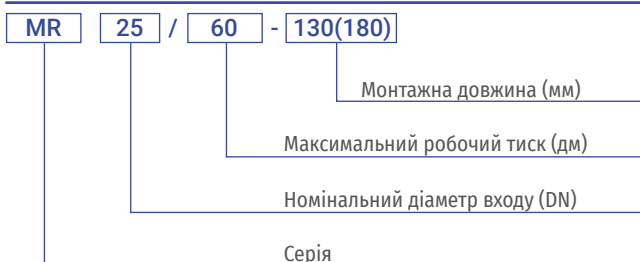 MR 25 / 60 - 130(180)
Монтажна довжина (мм)
Максимальний робочий тиск (дм)
Номінальний діаметр входу (DN)
Серія